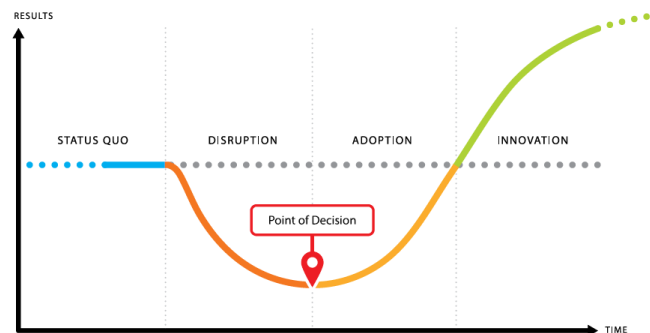 RESULTS
STATUS QUO
DISRUPTION
ADOPTION
INNOVATION
Point of Decision
TIME